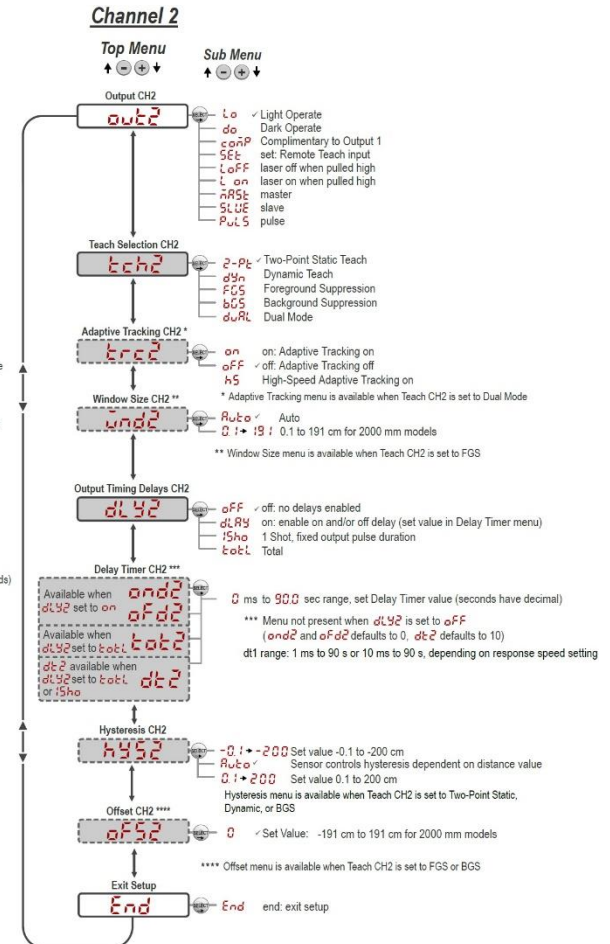 Channel 2
Top Menu
Sub Menu
Output CH2
out2
SELECT
Lo ✓ Light Operate
do Dark Operate
conP Complimentary to Output 1
SEt set: Remote Teach input
LoFF laser off when pulled high
L on laser on when pulled high
nASt master
SLUE slave
PuLS pulse
Teach Selection CH2
tch2
SELECT
2-Pt ✓ Two-Point Static Teach
dYn Dynamic Teach
FGS Foreground Suppression
bGS Background Suppression
duAL Dual Mode
Adaptive Tracking CH2 *
trc2
SELECT
on on: Adaptive Tracking on
oFF ✓ off: Adaptive Tracking off
hS High-Speed Adaptive Tracking on
* Adaptive Tracking menu is available when Teach CH2 is set to Dual Mode
Window Size CH2 **
und2
SELECT
Auto ✓ Auto
0.1 → 191 0.1 to 191 cm for 2000 mm models
** Window Size menu is available when Teach CH2 is set to FGS
Output Timing Delays CH2
dLY2
SELECT
oFF ✓ off: no delays enabled
dLAY on: enable on and/or off delay (set value in Delay Timer menu)
1Sho 1 Shot, fixed output pulse duration
totL Total
ds)
Delay Timer CH2 ***
Available when
dLY2 set to on
ond2
oFd2
Available when
dLY2 set to totL
tot2
dt2 available when
dLY2 set to totL
or 1Sho
dt2
SELECT
0 ms to 90.0 sec range, set Delay Timer value (seconds have decimal)
*** Menu not present when dLY2 is set to oFF
(ond2 and oFd2 defaults to 0, dt2 defaults to 10)
dt1 range: 1 ms to 90 s or 10 ms to 90 s, depending on response speed setting
Hysteresis CH2
hYS2
SELECT
-0.1 → -200 Set value -0.1 to -200 cm
Auto ✓ Sensor controls hysteresis dependent on distance value
0.1 → 200 Set value 0.1 to 200 cm
Hysteresis menu is available when Teach CH2 is set to Two-Point Static,
Dynamic, or BGS
Offset CH2 ****
oFS2
SELECT
0 ✓ Set Value: -191 cm to 191 cm for 2000 mm models
**** Offset menu is available when Teach CH2 is set to FGS or BGS
Exit Setup
End
SELECT
End end: exit setup